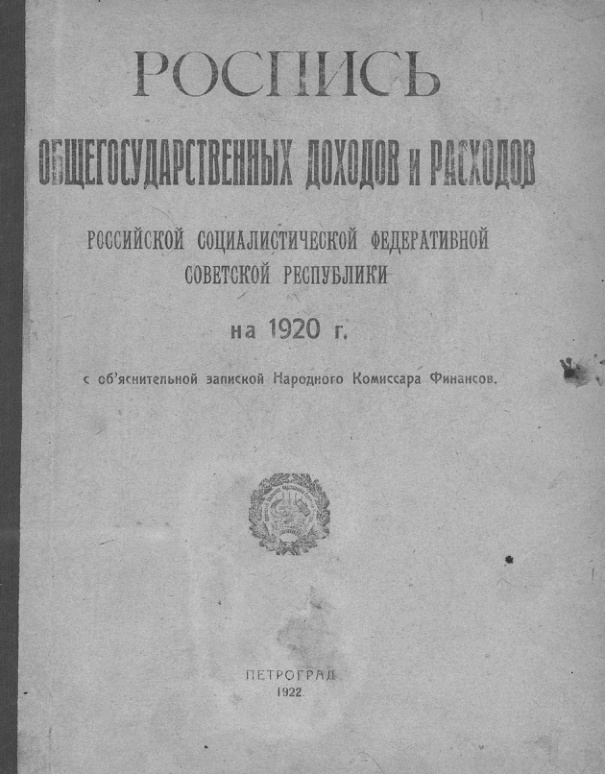 РОСПИСЬ
ОБЩЕГОСУДАРСТВЕННЫХ ДОХОДОВ и РАСХОДОВ
РОССИЙСКОЙ СОЦИАЛИСТИЧЕСКОЙ ФЕДЕРАТИВНОЙ
СОВЕТСКОЙ РЕСПУБЛИКИ
на 1920 г.
с об'яснительной запиской Народного Комиссара Финансов.
ПЕТРОГРАД
1922